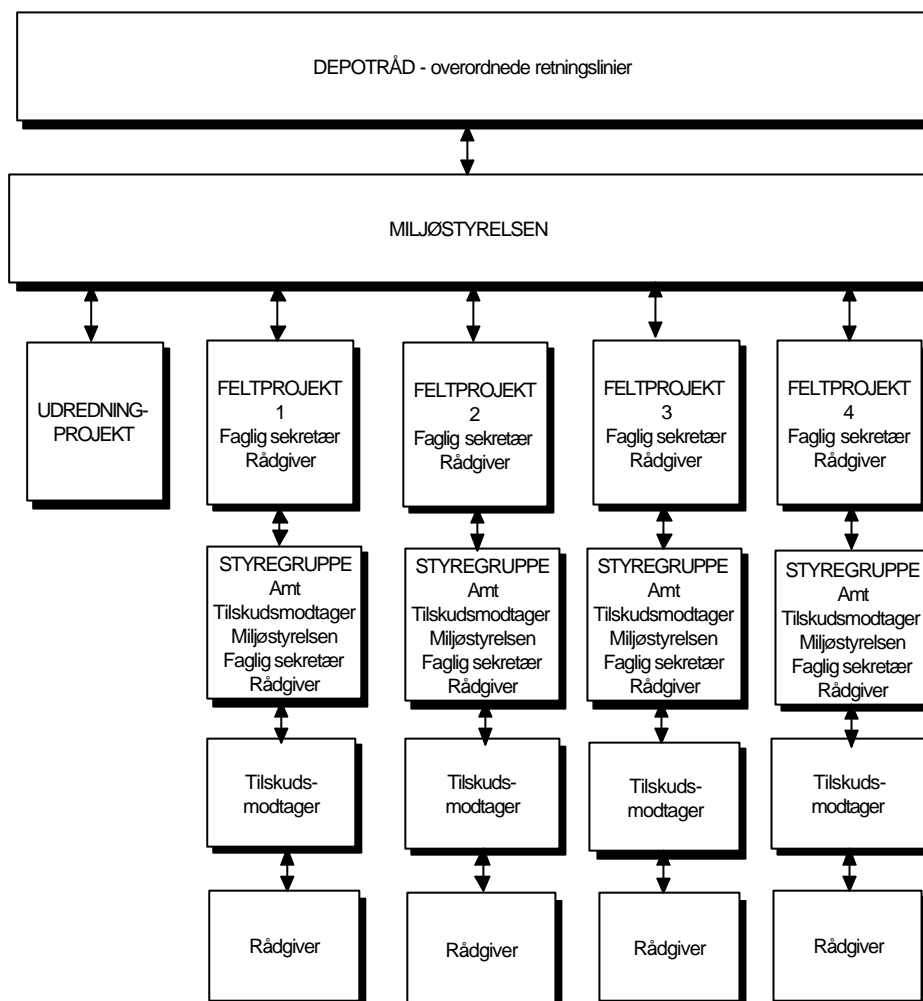 DEPOTRÅD - overordnede retningslinier
MILJØSTYRELSEN
UDREDNING-
PROJEKT
FELTPROJEKT
1
Faglig sekretær
Rådgiver
FELTPROJEKT
2
Faglig sekretær
Rådgiver
FELTPROJEKT
3
Faglig sekretær
Rådgiver
FELTPROJEKT
4
Faglig sekretær
Rådgiver
STYREGRUPPE
Amt
Tilskudsmodtager
Miljøstyrelsen
Faglig sekretær
Rådgiver
STYREGRUPPE
Amt
Tilskudsmodtager
Miljøstyrelsen
Faglig sekretær
Rådgiver
STYREGRUPPE
Amt
Tilskudsmodtager
Miljøstyrelsen
Faglig sekretær
Rådgiver
STYREGRUPPE
Amt
Tilskudsmodtager
Miljøstyrelsen
Faglig sekretær
Rådgiver
Tilskuds-
modtager
Tilskuds-
modtager
Tilskuds-
modtager
Tilskuds-
modtager
Rådgiver
Rådgiver
Rådgiver
Rådgiver